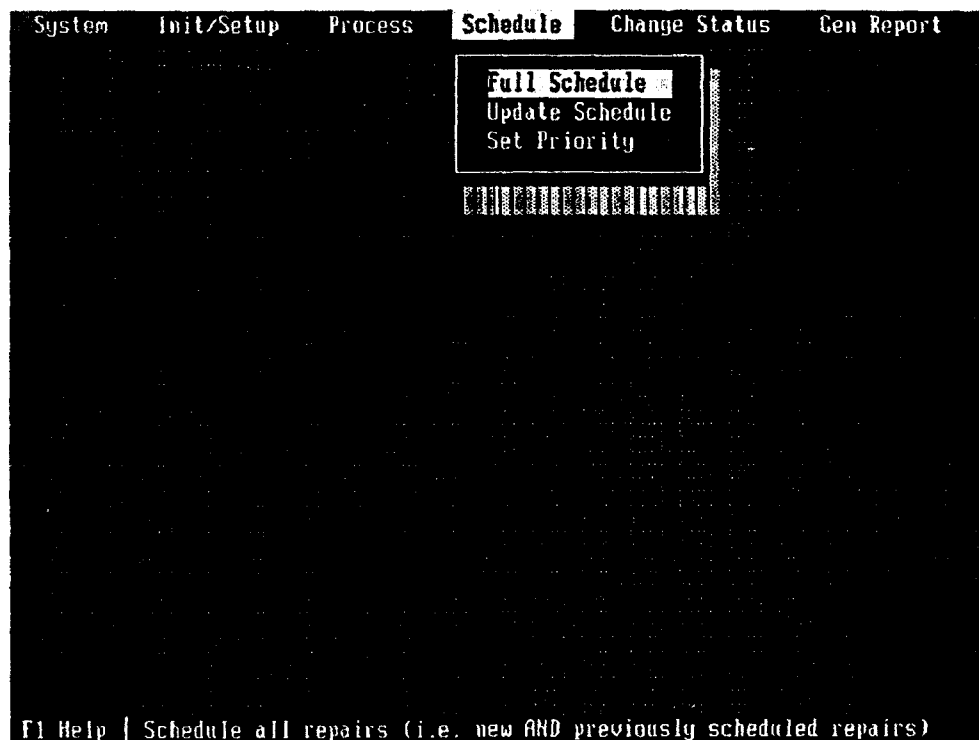 System Init/Setup Process Schedule Change Status Gen Report
Full Schedule
Update Schedule
Set Priority
F1 Help | Schedule all repairs (i.e. new AND previously scheduled repairs)